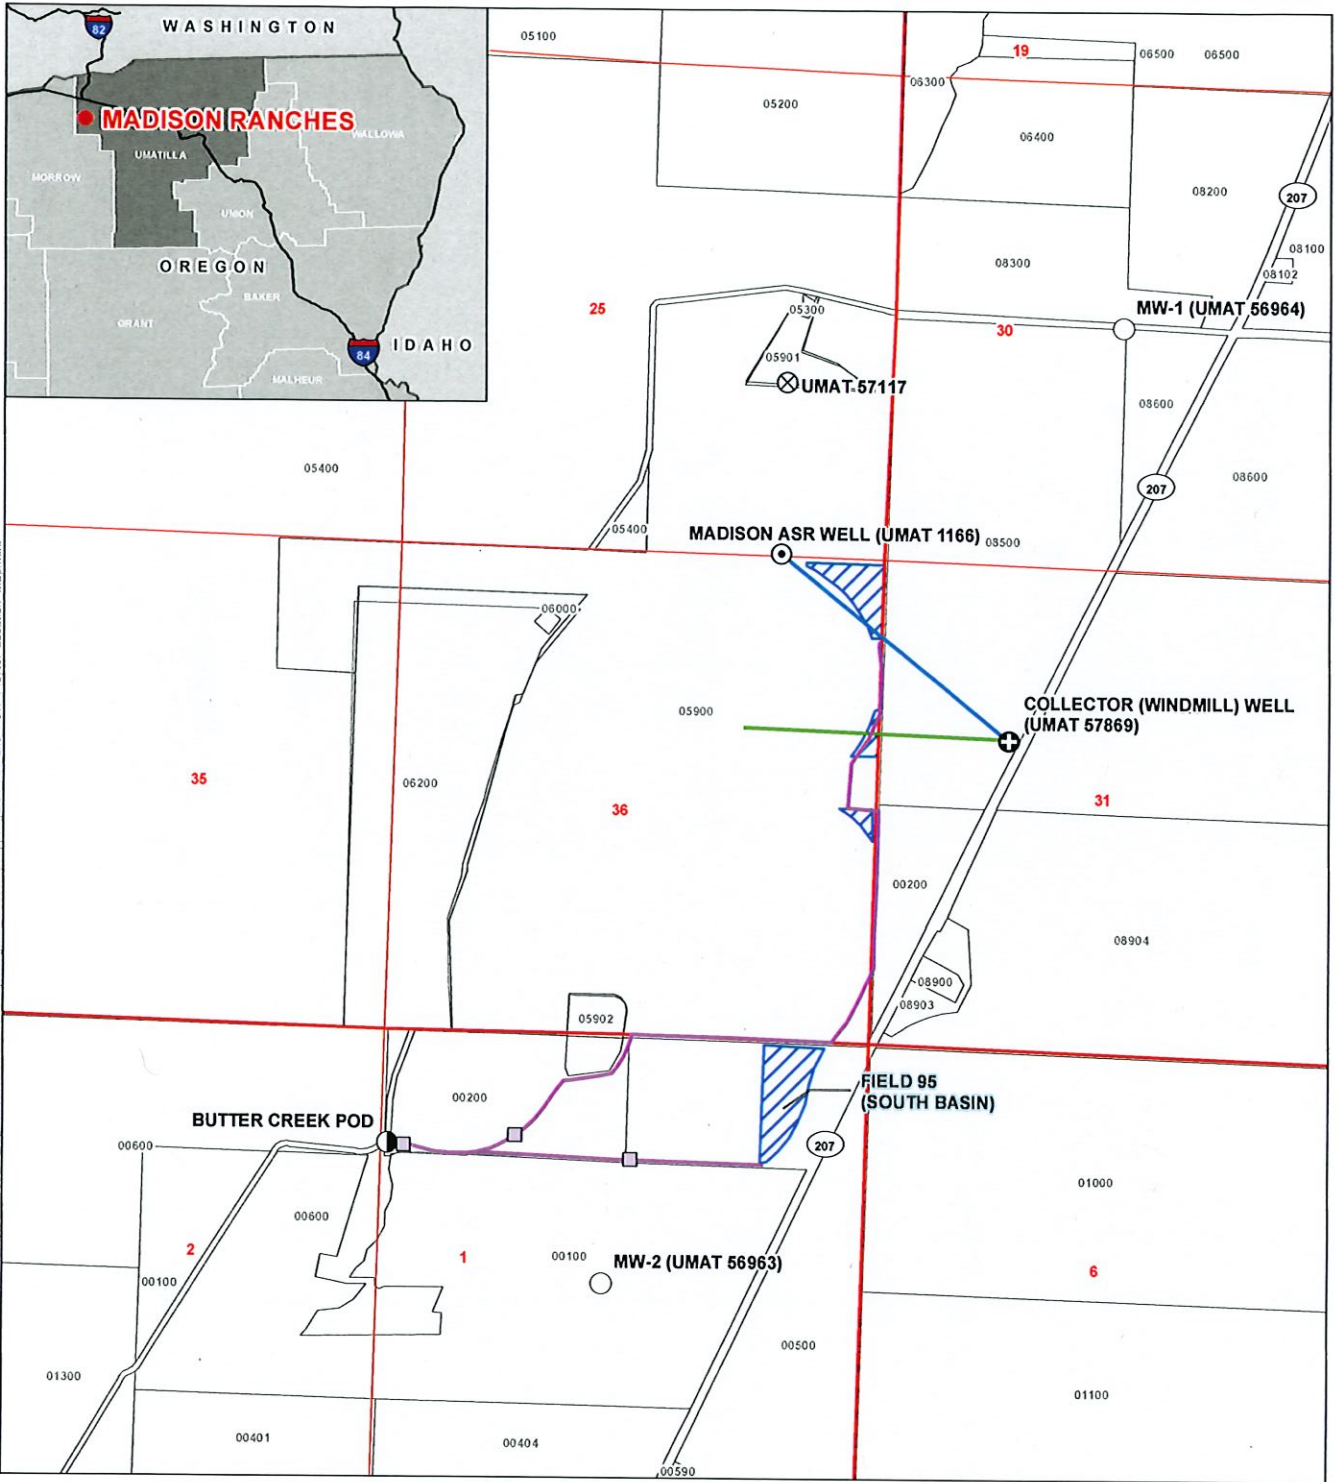 82
WASHINGTON
MADISON RANCHES
WALLOWA
UMATILLA
MORROW
UNION
OREGON
BAKER
GRANT
84
IDAHO
MALHEUR
05100
19
06500
06500
06300
05200
06400
08200
207
08100
08102
08300
25
05300
30
MW-1 (UMAT 56964)
05901
UMAT 57117
08600
05400
207
08600
05400
MADISON ASR WELL (UMAT 1166)
08500
06000
05900
COLLECTOR (WINDMILL) WELL
(UMAT 57869)
35
06200
36
31
00200
08904
08900
08903
05902
00200
FIELD 95
(SOUTH BASIN)
BUTTER CREEK POD
00600
207
01000
00600
2
1
00100
MW-2 (UMAT 56963)
6
00100
00500
01300
01100
00401
00404
00590